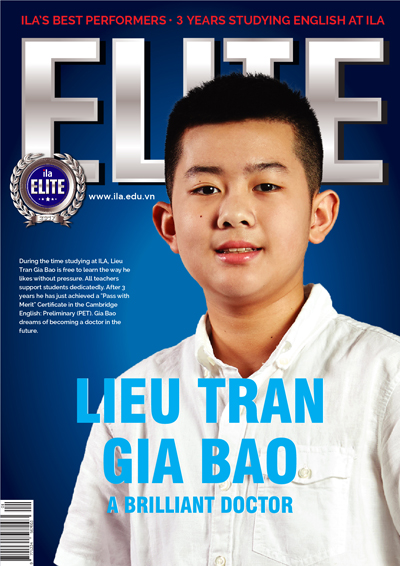 ILA'S BEST PERFORMERS • 3 YEARS STUDYING ENGLISH AT ILA
ELITE
ila
ELITE
www.ila.edu.vn
During the time studying at ILA, Lieu
Tran Gia Bao is free to learn the way he
likes without pressure. All teachers
support students dedicatedly. After 3
years he has just achieved a "Pass with
Merit" Certificate in the Cambridge
English: Preliminary (PET). Gia Bao
dreams of becoming a doctor in the
future.
LIEU TRAN
GIA BAO
A BRILLIANT DOCTOR